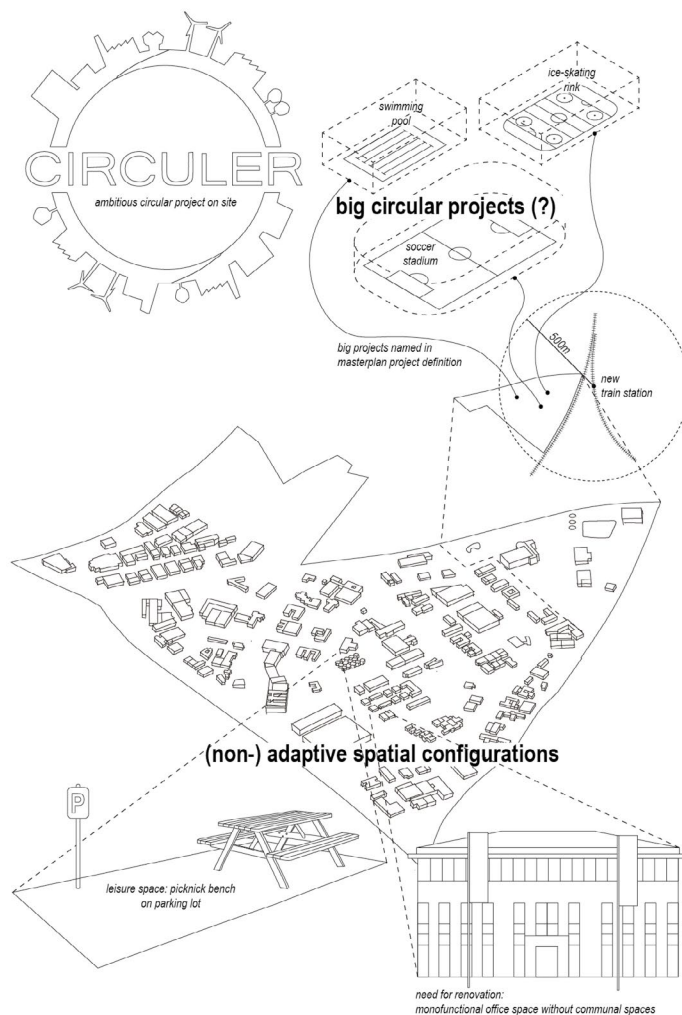 CIRCULER
ambitious circular project on site
swimming
pool
ice-skating
rink
big circular projects (?)
soccer
stadium
big projects named in
masterplan project definition
500m
new
train station
(non-) adaptive spatial configurations
P
leisure space: picknick bench
on parking lot
need for renovation:
monofunctional office space without communal spaces